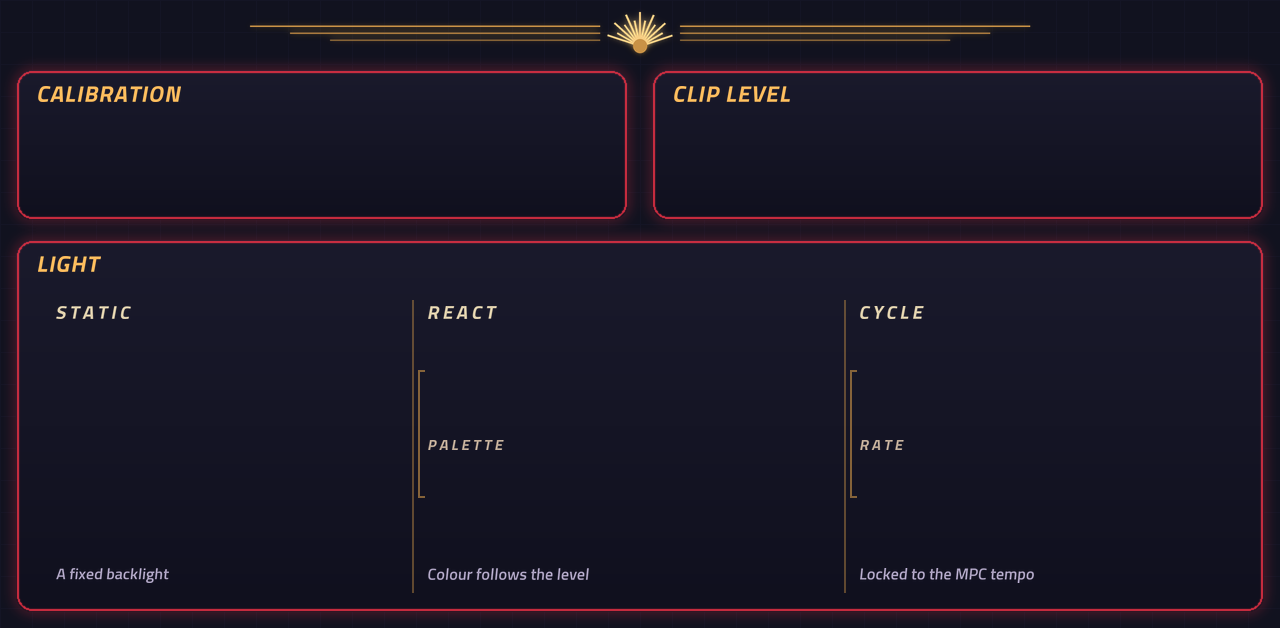 CALIBRATION
CLIP LEVEL
LIGHT
STATIC
REACT
CYCLE
PALETTE
RATE
A fixed backlight
Colour follows the level
Locked to the MPC tempo